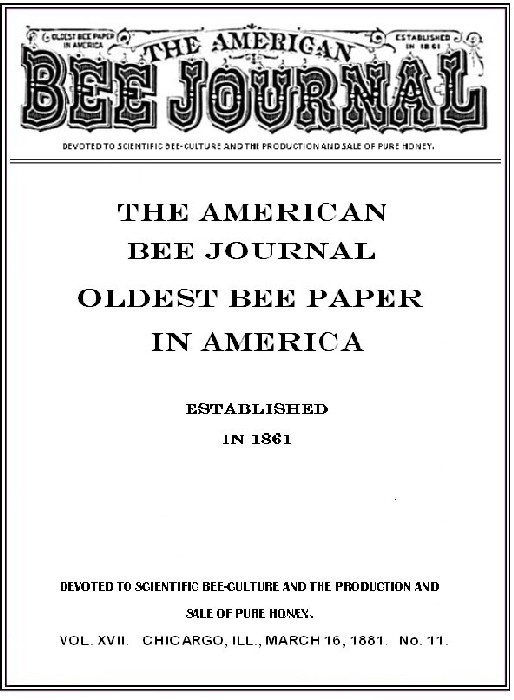 OLDEST BEE PAPER
IN AMERICA
ESTABLISHED
IN 1861
THE AMERICAN
BEE JOURNAL
DEVOTED TO SCIENTIFIC BEE-CULTURE AND THE PRODUCTION AND SALE OF PURE HONEY.
THE AMERICAN
BEE JOURNAL
OLDEST BEE PAPER
IN AMERICA
ESTABLISHED
IN 1861
DEVOTED TO SCIENTIFIC BEE-CULTURE AND THE PRODUCTION AND
SALE OF PURE HONEY.
VOL. XVII. CHICARGO, ILL., MARCH 16, 1881. No. 11.